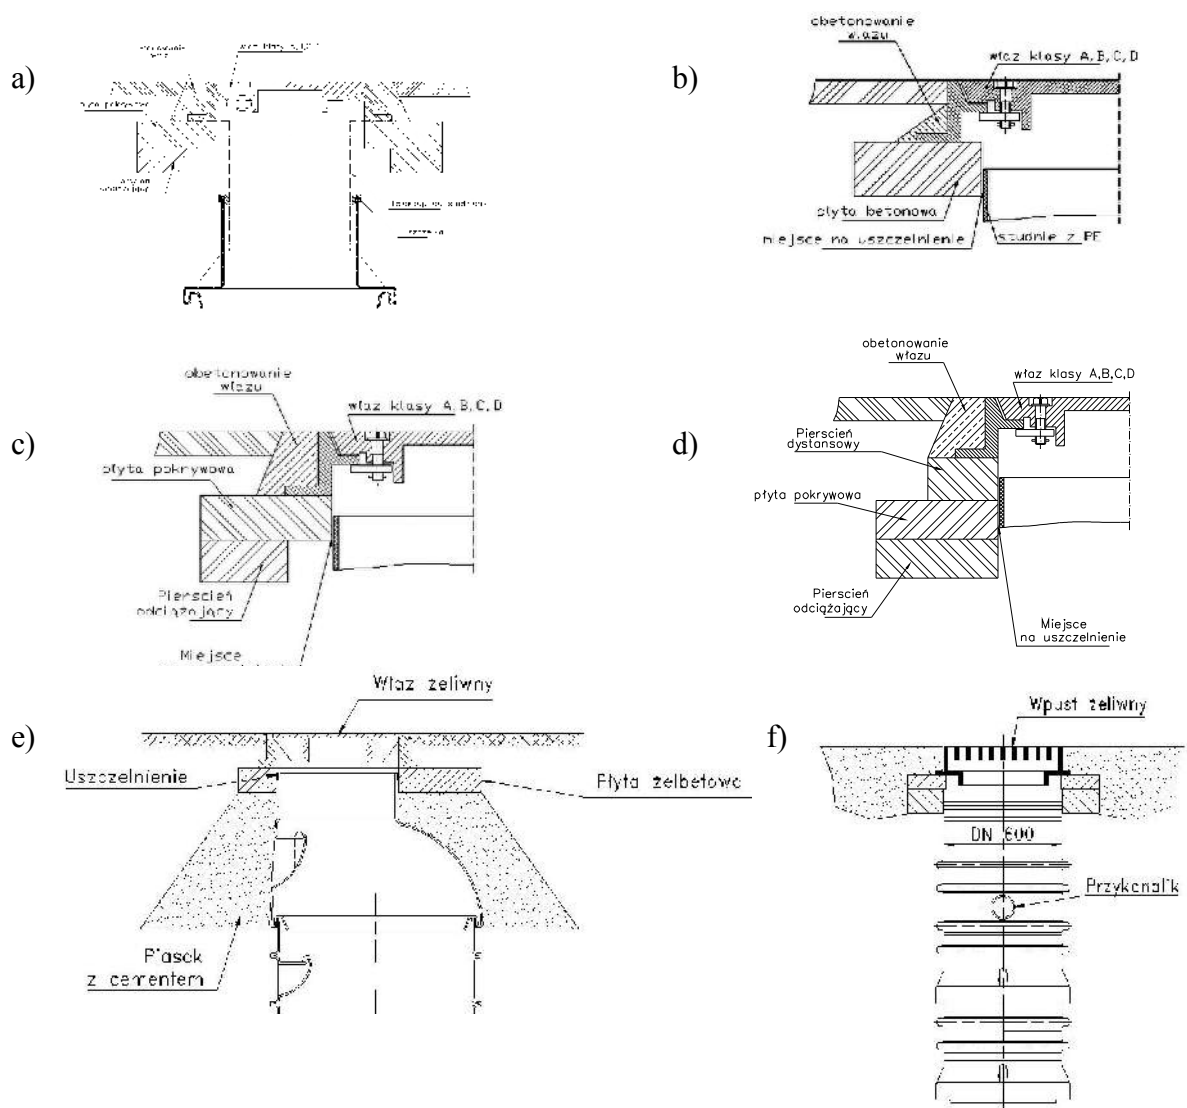 a)
b)
obetonowanie
włazu
właz klasy A,B,C,D
płyta betonowa
miejsce na uszczelnienie
studnie z PE
c)
obetonowanie
włazu
właz klasy A,B,C,D
płyta pokrywowa
Pierscień
odciążający
Miejsce
d)
obetonowanie
włazu
właz klasy A,B,C,D
Pierscień
dystansowy
płyta pokrywowa
Pierscień
odciążający
Miejsce
na uszczelnienie
e)
Właz żeliwny
Uszczelnienie
Płyta żelbetowa
Piasek
z cementem
f)
Wpust żeliwny
DN 600
Przykanalik